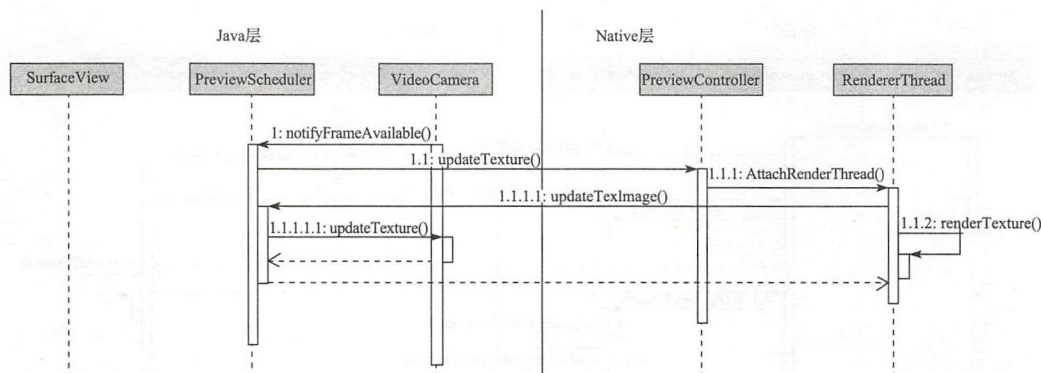 Java层
Native层
SurfaceView
PreviewScheduler
VideoCamera
PreviewController
RendererThread
1: notifyFrameAvailable()
1.1: updateTexture()
1.1.1: AttachRenderThread()
1.1.1.1: updateTexImage()
1.1.2: renderTexture()
1.1.1.1.1: updateTexture()